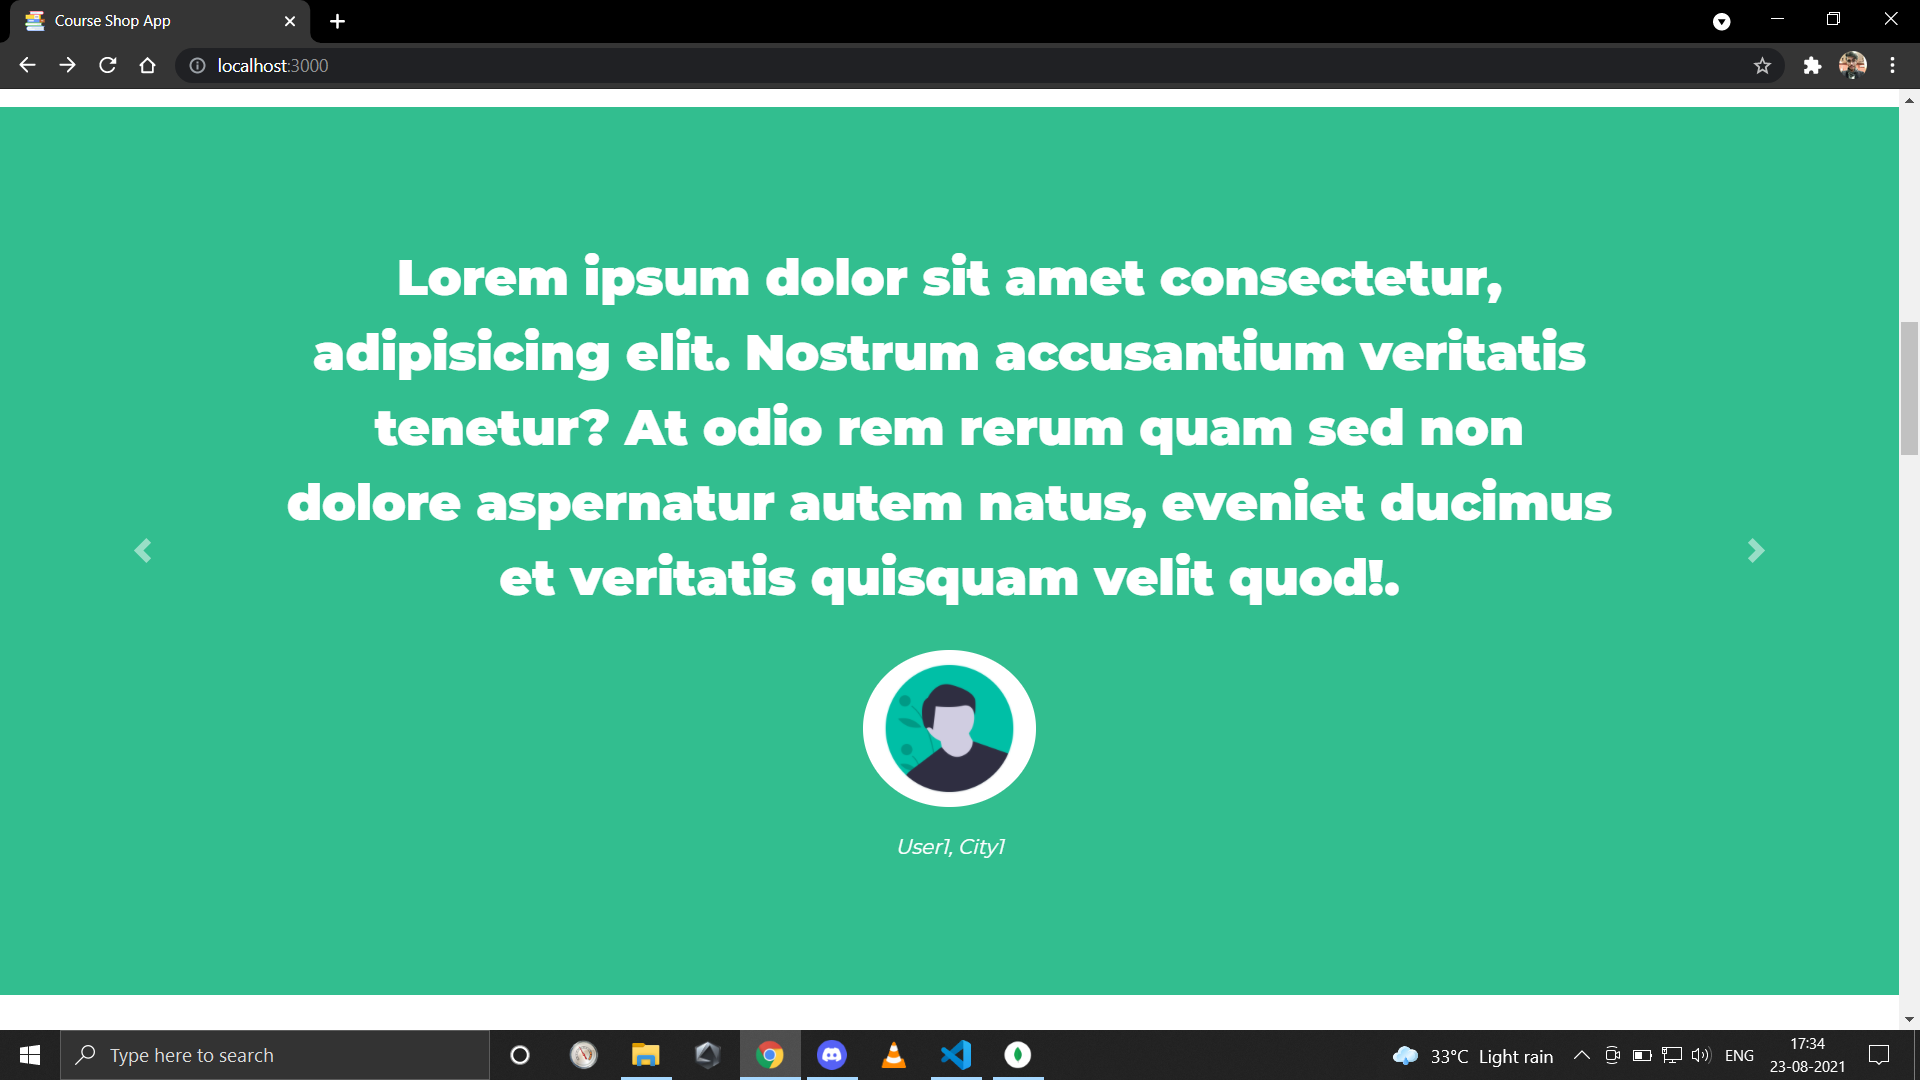 Course Shop App
localhost:3000
Lorem ipsum dolor sit amet consectetur,
adipisicing elit. Nostrum accusantium veritatis
tenetur? At odio rem rerum quam sed non
dolore aspernatur autem natus, eveniet ducimus
et veritatis quisquam velit quod!.
User1, City1
Type here to search
33°C Light rain
ENG
17:34
23-08-2021